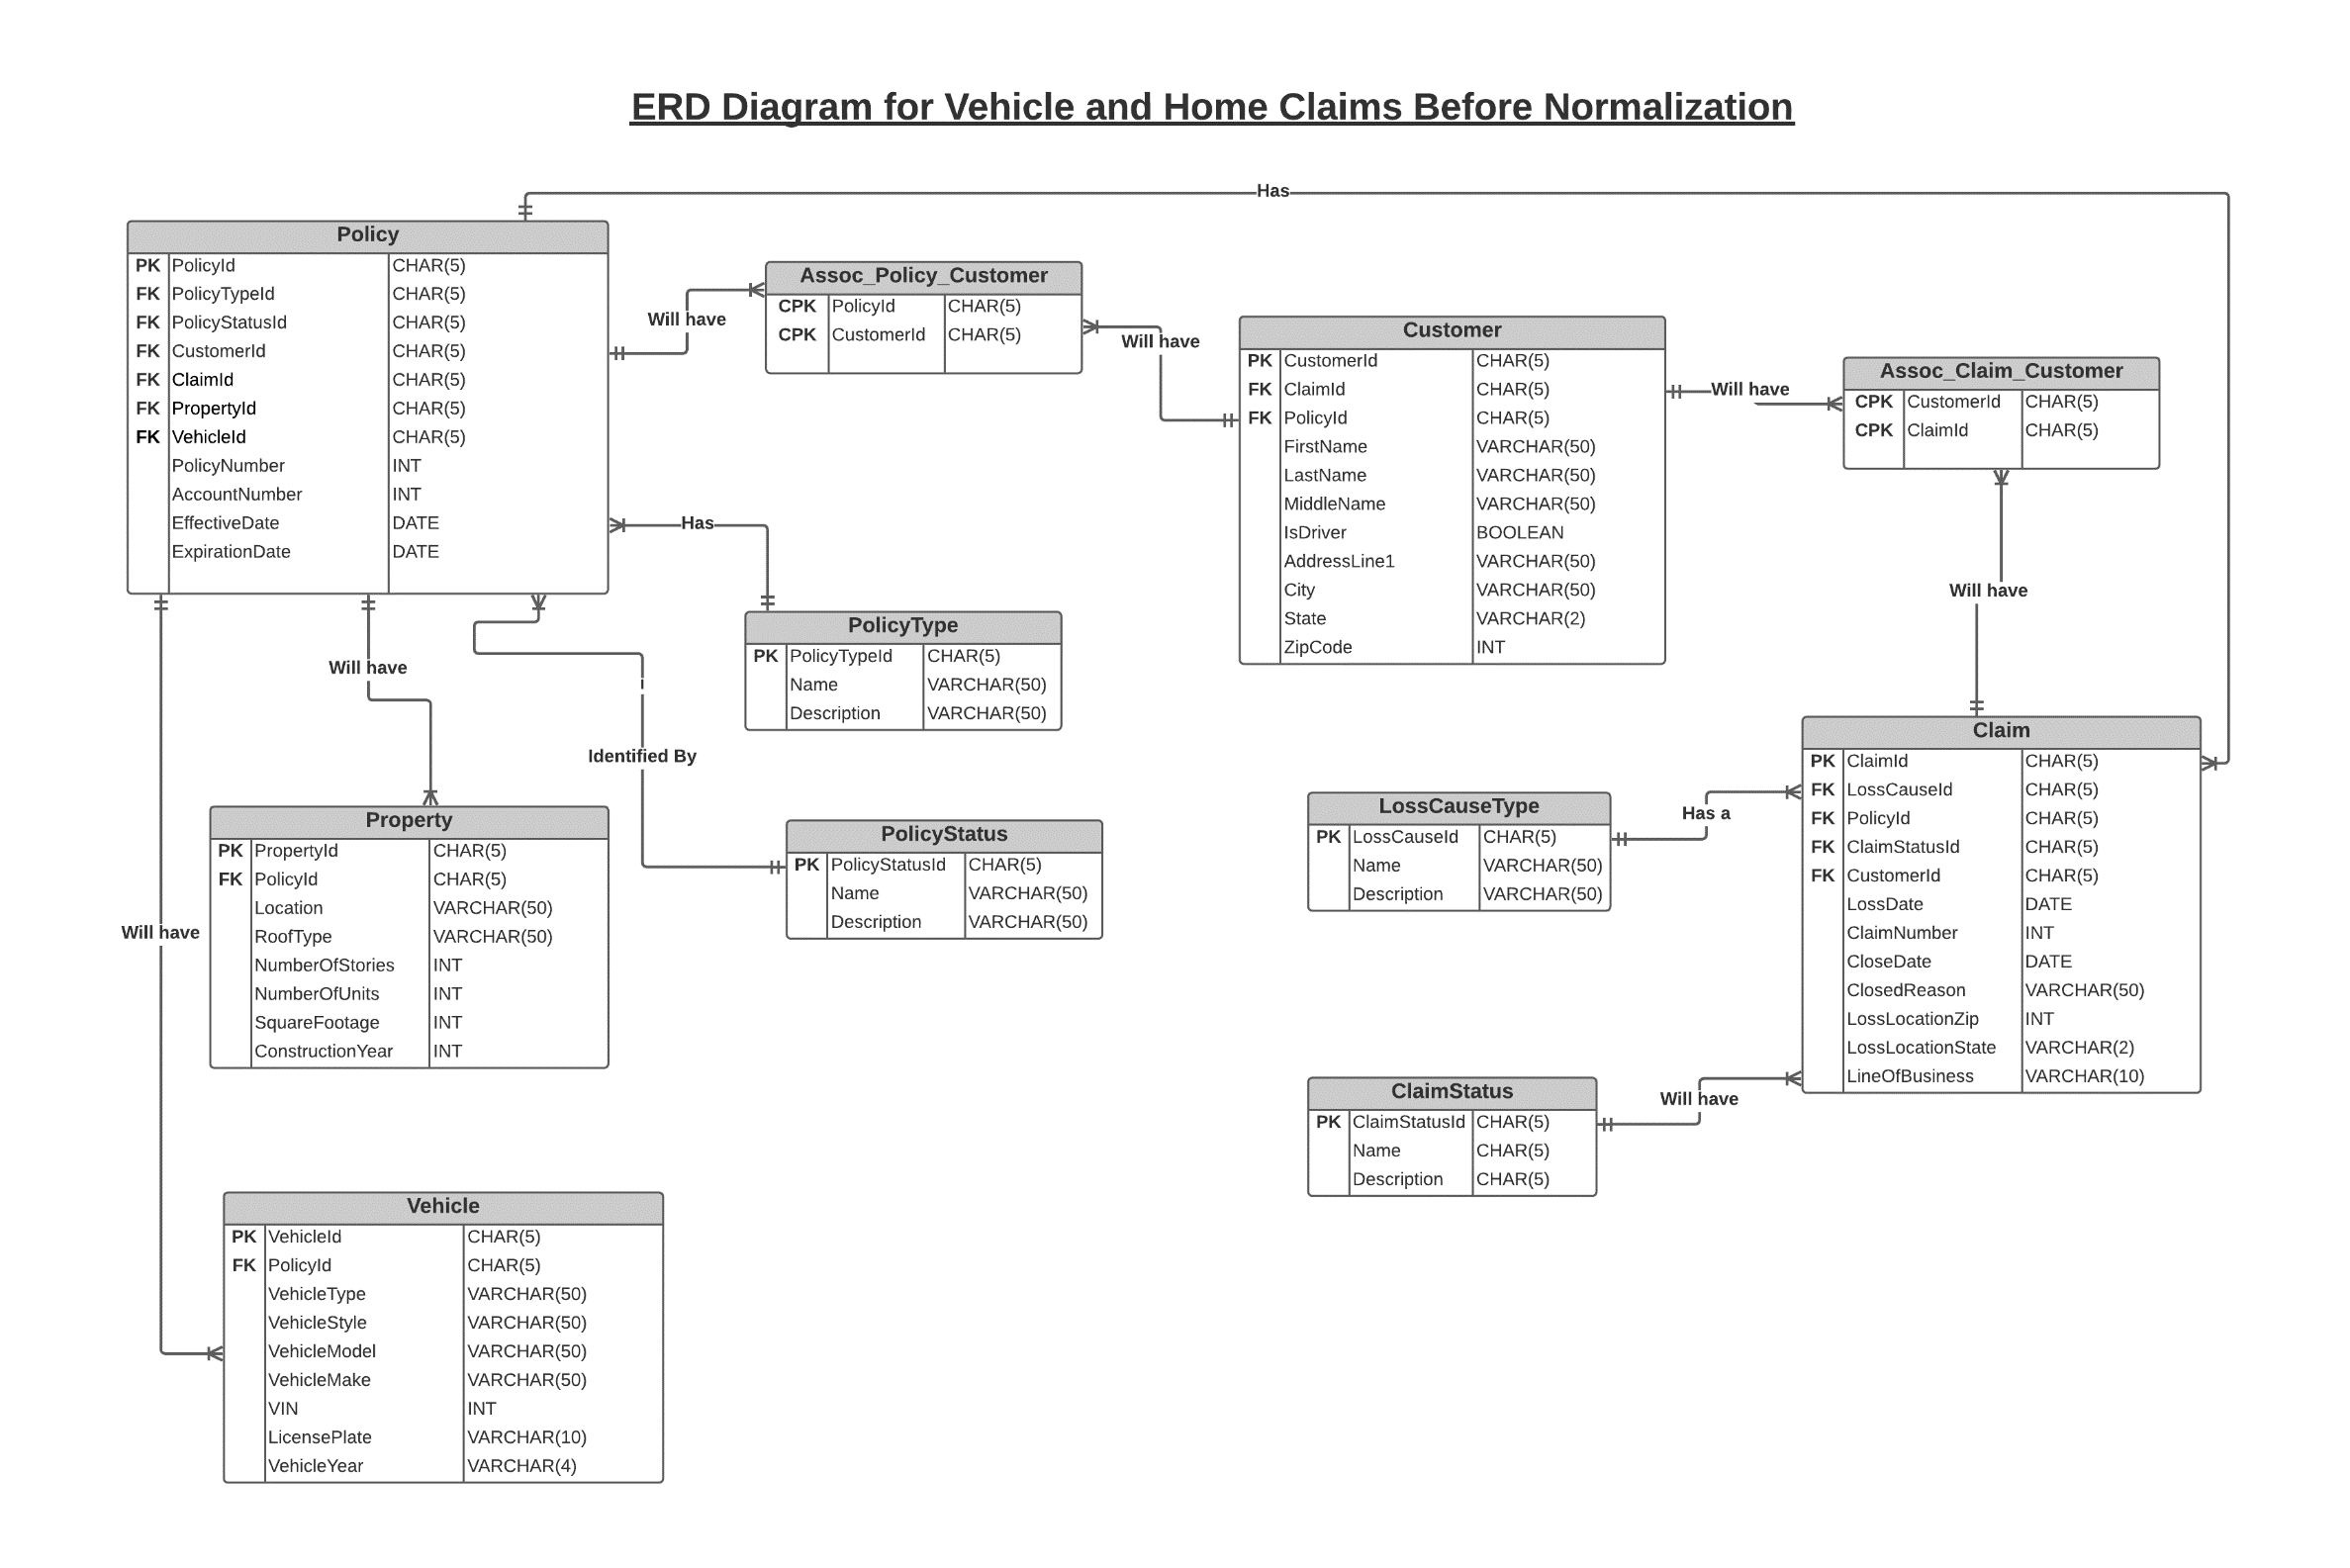 ERD Diagram for Vehicle and Home Claims Before Normalization
Has
Policy
PK PolicyId CHAR(5)
FK PolicyTypeId CHAR(5)
FK PolicyStatusId CHAR(5)
FK CustomerId CHAR(5)
FK ClaimId CHAR(5)
FK PropertyId CHAR(5)
FK VehicleId CHAR(5)
PolicyNumber INT
AccountNumber INT
EffectiveDate DATE
ExpirationDate DATE
Will have
Assoc_Policy_Customer
CPK PolicyId CHAR(5)
CPK CustomerId CHAR(5)
Will have
Customer
PK CustomerId CHAR(5)
FK ClaimId CHAR(5)
FK PolicyId CHAR(5)
FirstName VARCHAR(50)
LastName VARCHAR(50)
MiddleName VARCHAR(50)
IsDriver BOOLEAN
AddressLine1 VARCHAR(50)
City VARCHAR(50)
State VARCHAR(2)
ZipCode INT
Will have
Assoc_Claim_Customer
CPK CustomerId CHAR(5)
CPK ClaimId CHAR(5)
Will have
Has
PolicyType
PK PolicyTypeId CHAR(5)
Name VARCHAR(50)
Description VARCHAR(50)
Will have
Identified By
Property
PK PropertyId CHAR(5)
FK PolicyId CHAR(5)
Location VARCHAR(50)
RoofType VARCHAR(50)
NumberOfStories INT
NumberOfUnits INT
SquareFootage INT
ConstructionYear INT
PolicyStatus
PK PolicyStatusId CHAR(5)
Name VARCHAR(50)
Description VARCHAR(50)
LossCauseType
PK LossCauseId CHAR(5)
Name VARCHAR(50)
Description VARCHAR(50)
Has a
Claim
PK ClaimId CHAR(5)
FK LossCauseId CHAR(5)
FK PolicyId CHAR(5)
FK ClaimStatusId CHAR(5)
FK CustomerId CHAR(5)
LossDate DATE
ClaimNumber INT
CloseDate DATE
ClosedReason VARCHAR(50)
LossLocationZip INT
LossLocationState VARCHAR(2)
LineOfBusiness VARCHAR(10)
Will have
ClaimStatus
PK ClaimStatusId CHAR(5)
Name CHAR(5)
Description CHAR(5)
Will have
Vehicle
PK VehicleId CHAR(5)
FK PolicyId CHAR(5)
VehicleType VARCHAR(50)
VehicleStyle VARCHAR(50)
VehicleModel VARCHAR(50)
VehicleMake VARCHAR(50)
VIN INT
LicensePlate VARCHAR(10)
VehicleYear VARCHAR(4)